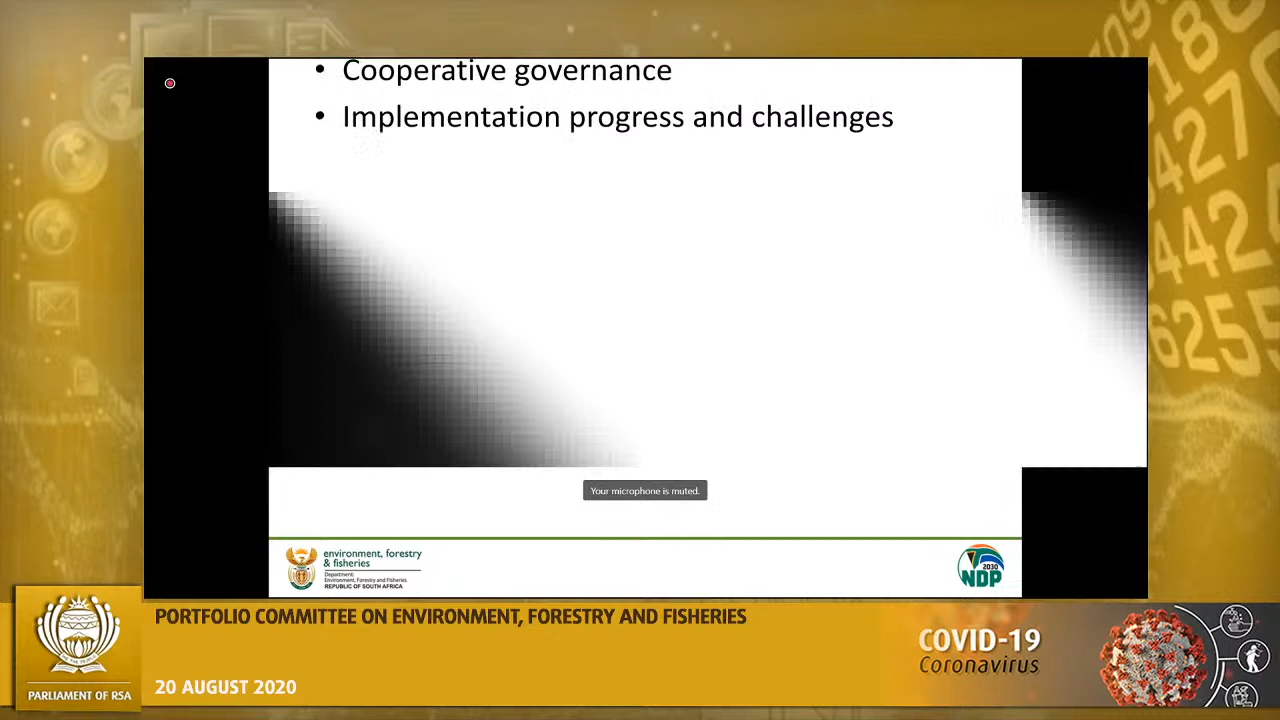 • Cooperative governance
• Implementation progress and challenges
Your microphone is muted.
environment, forestry
& fisheries
Department:
Environment, Forestry and Fisheries
REPUBLIC OF SOUTH AFRICA
2030
NDP
PORTFOLIO COMMITTEE ON ENVIRONMENT, FORESTRY AND FISHERIES
20 AUGUST 2020
PARLIAMENT OF RSA
COVID-19
Coronavirus